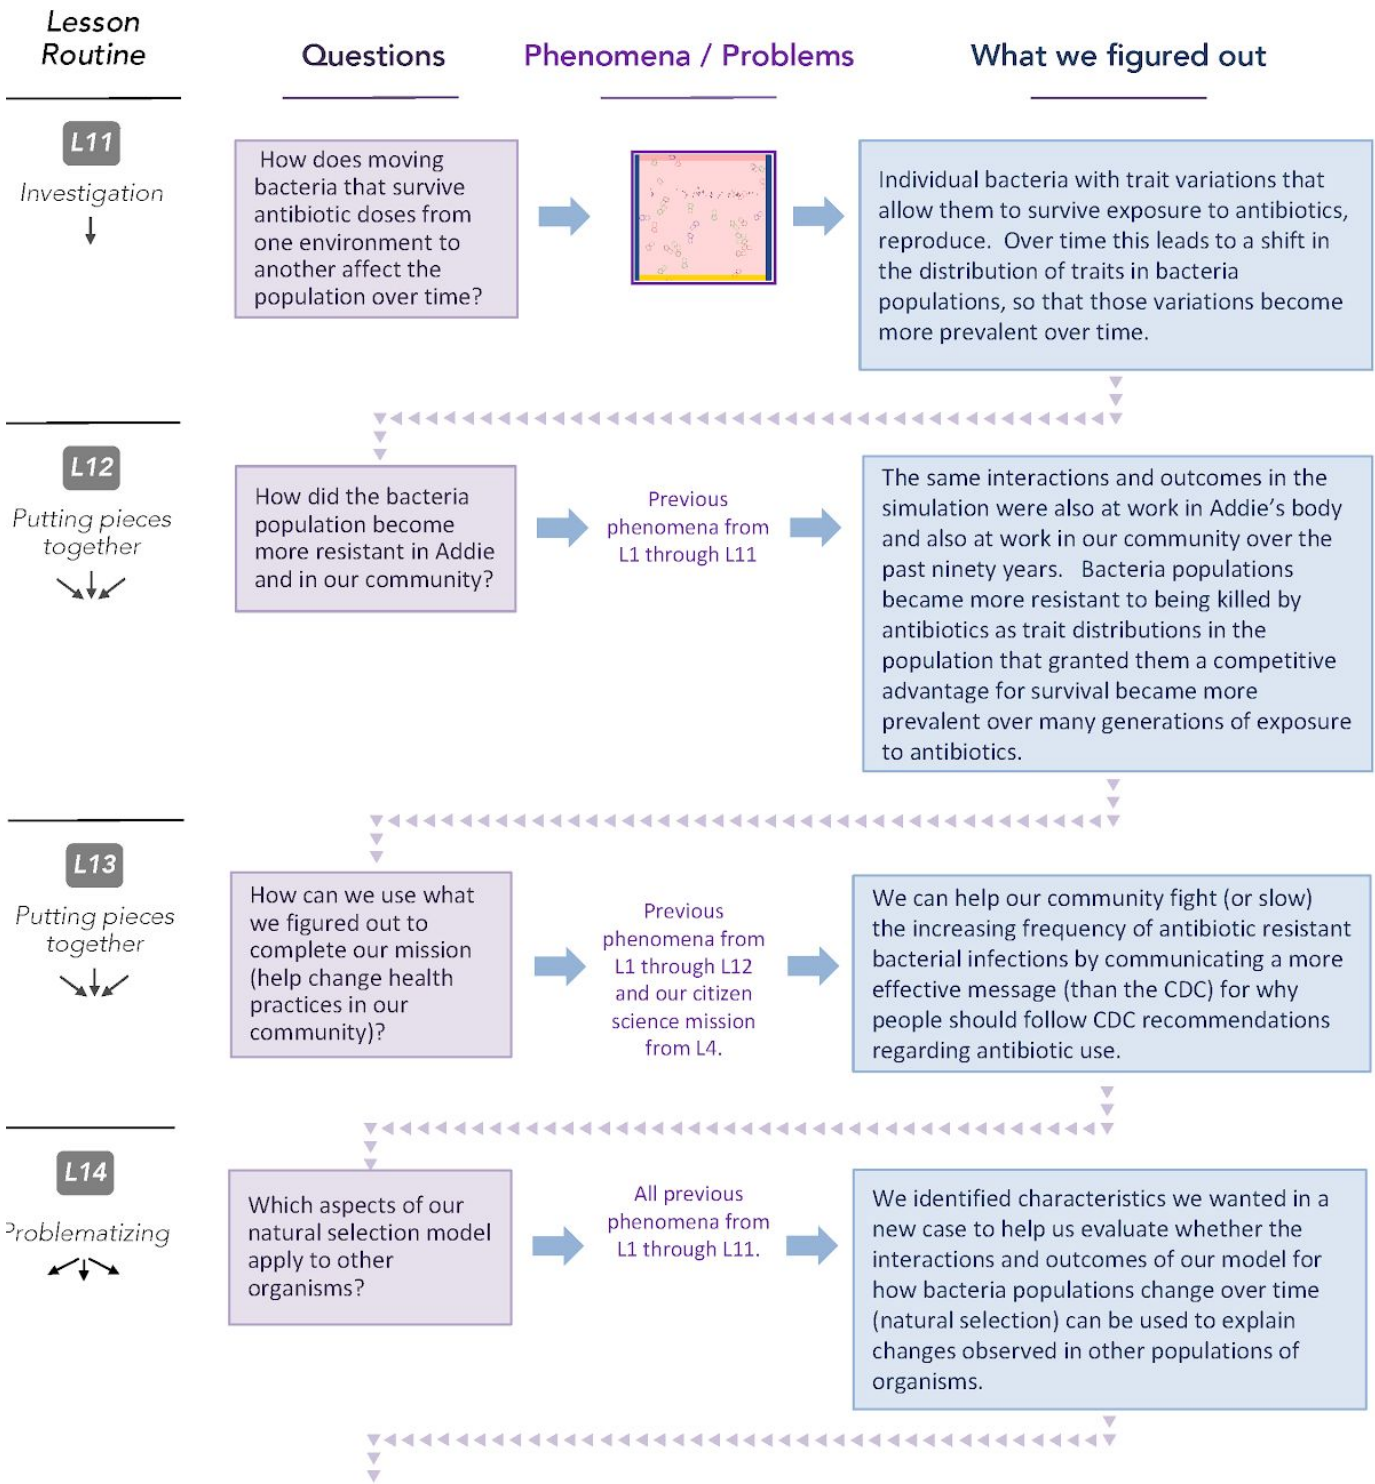 Lesson
Routine
Questions
Phenomena / Problems
What we figured out
L11
Investigation
How does moving
bacteria that survive
antibiotic doses from
one environment to
another affect the
population over time?
Individual bacteria with trait variations that
allow them to survive exposure to antibiotics,
reproduce. Over time this leads to a shift in
the distribution of traits in bacteria
populations, so that those variations become
more prevalent over time.
L12
Putting pieces
together
How did the bacteria
population become
more resistant in Addie
and in our community?
Previous
phenomena from
L1 through L11
The same interactions and outcomes in the
simulation were also at work in Addie's body
and also at work in our community over the
past ninety years. Bacteria populations
became more resistant to being killed by
antibiotics as trait distributions in the
population that granted them a competitive
advantage for survival became more
prevalent over many generations of exposure
to antibiotics.
L13
Putting pieces
together
How can we use what
we figured out to
complete our mission
(help change health
practices in our
community)?
Previous
phenomena from
L1 through L12
and our citizen
science mission
from L4.
We can help our community fight (or slow)
the increasing frequency of antibiotic resistant
bacterial infections by communicating a more
effective message (than the CDC) for why
people should follow CDC recommendations
regarding antibiotic use.
L14
Problematizing
Which aspects of our
natural selection model
apply to other
organisms?
All previous
phenomena from
L1 through L11.
We identified characteristics we wanted in a
new case to help us evaluate whether the
interactions and outcomes of our model for
how bacteria populations change over time
(natural selection) can be used to explain
changes observed in other populations of
organisms.